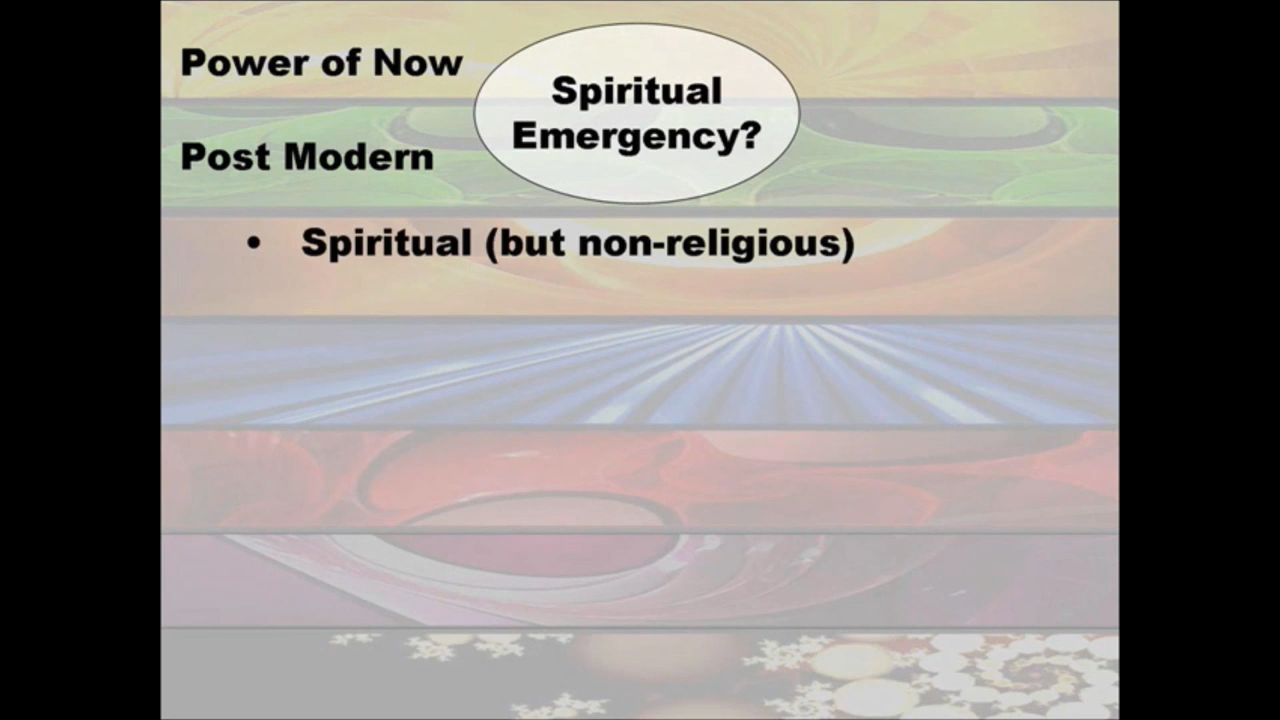 Power of Now
Spiritual
Emergency?
Post Modern
• Spiritual (but non-religious)